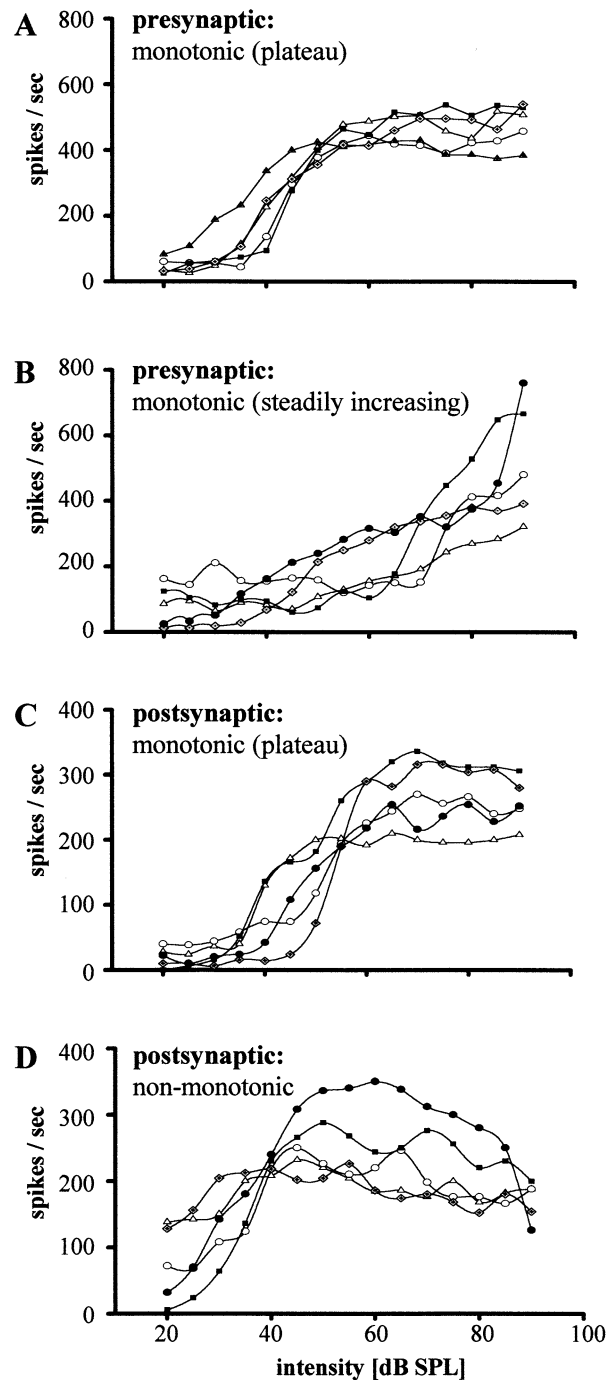 A
presynaptic:
monotonic (plateau)
800
600
400
200
0
spikes / sec
B
presynaptic:
monotonic (steadily increasing)
800
600
400
200
0
spikes / sec
C
postsynaptic:
monotonic (plateau)
400
300
200
100
0
spikes / sec
D
postsynaptic:
non-monotonic
400
300
200
100
0
spikes / sec
20 40 60 80 100
intensity [dB SPL]